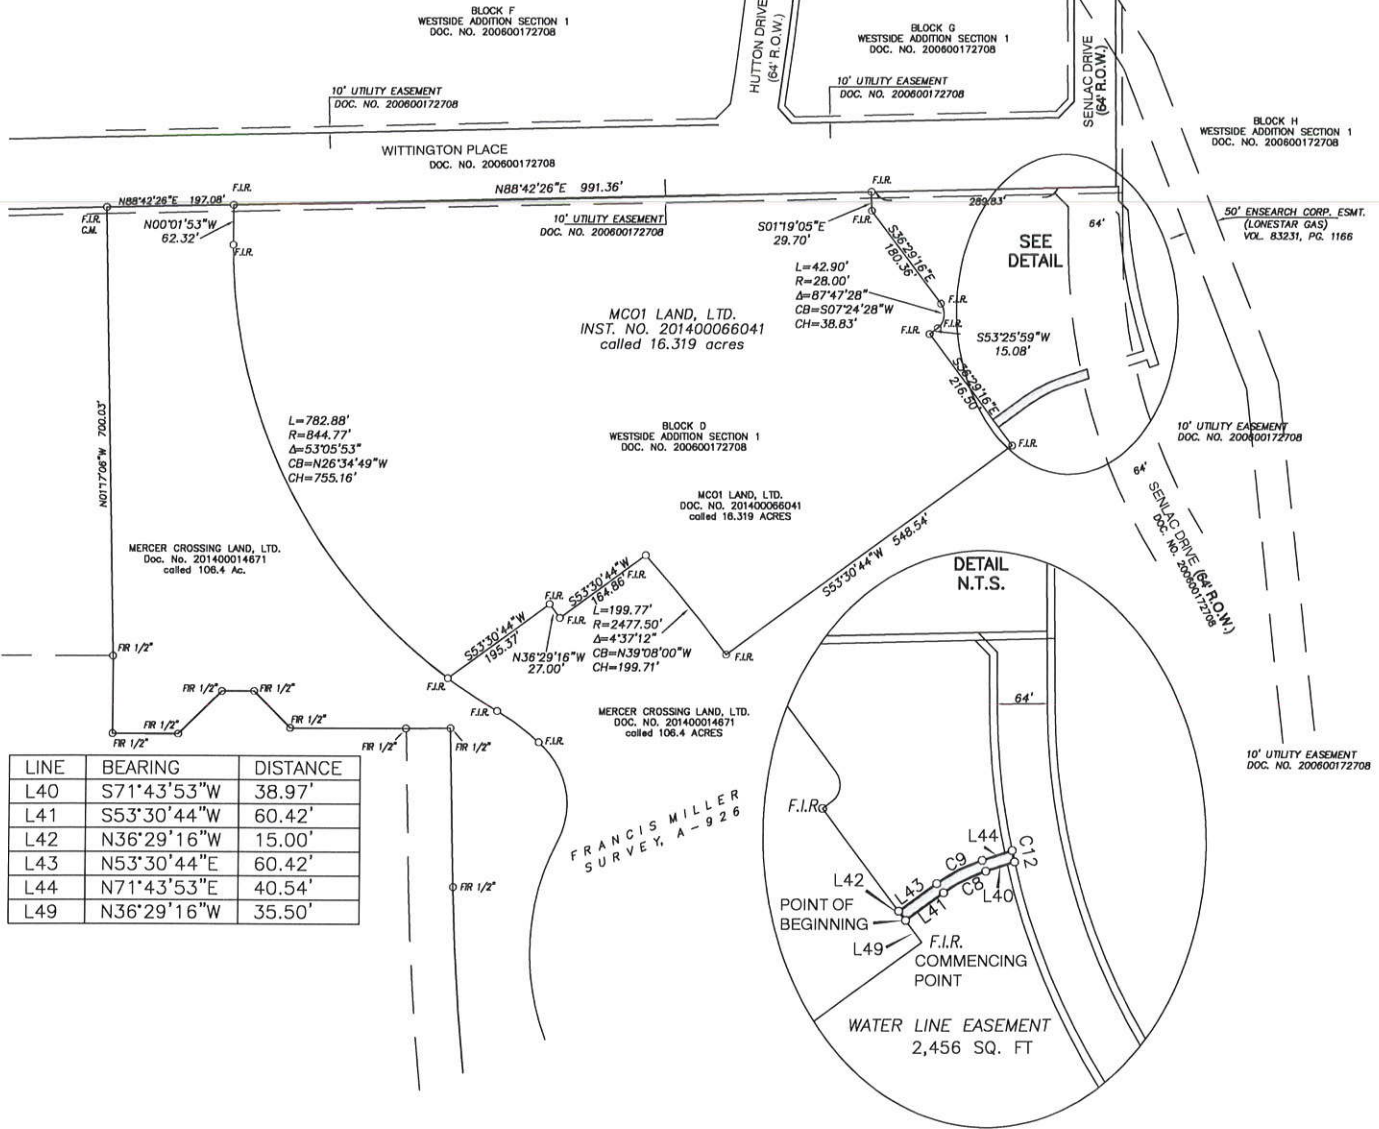 BLOCK F
WESTSIDE ADDITION SECTION 1
DOC. NO. 200600172708
HUTTON DRIVE
(64' R.O.W.)
BLOCK G
WESTSIDE ADDITION SECTION 1
DOC. NO. 200600172708
SENLAC DRIVE
(64' R.O.W.)
10' UTILITY EASEMENT
DOC. NO. 200600172708
10' UTILITY EASEMENT
DOC. NO. 200600172708
BLOCK H
WESTSIDE ADDITION SECTION 1
DOC. NO. 200600172708
WITTINGTON PLACE
DOC. NO. 200600172708
N88°42'26"E 197.08'
F.I.R.
N88°42'26"E 991.36'
F.I.R.
289.83'
F.I.R.
C.M.
N00°01'53"W
62.32'
F.I.R.
10' UTILITY EASEMENT
DOC. NO. 200600172708
S01°19'05"E
29.70'
F.I.R.
S36°29'16"E
180.36'
SEE
DETAIL
64'
50' ENSEARCH CORP. ESMT.
(LONESTAR GAS)
VOL. 83231, PG. 1166
L=42.90'
R=28.00'
Δ=87°47'28"
CB=S07°24'28"W
CH=38.83'
F.I.R.
F.I.R.
F.I.R.
S53°25'59"W
15.08'
MCO1 LAND, LTD.
INST. NO. 201400066041
called 16.319 acres
S36°29'16"E
216.50'
N01°17'06"W 700.03'
L=782.88'
R=844.77'
Δ=53°05'53"
CB=N26°34'49"W
CH=755.16'
BLOCK D
WESTSIDE ADDITION SECTION 1
DOC. NO. 200600172708
F.I.R.
10' UTILITY EASEMENT
DOC. NO. 200600172708
64'
SENLAC DRIVE (64' R.O.W.)
DOC. NO. 200600172708
MCO1 LAND, LTD.
DOC. NO. 201400066041
called 16.319 ACRES
S53°30'44"W 548.54'
MERCER CROSSING LAND, LTD.
Doc. No. 201400014671
called 106.4 Ac.
S53°30'44"W
164.86'
F.I.R.
F.I.R.
F.I.R.
S53°30'44"W
195.37'
N36°29'16"W
27.00'
L=199.77'
R=2477.50'
Δ=4°37'12"
CB=N39°08'00"W
CH=199.71'
F.I.R.
F.I.R.
F.I.R.
F.I.R.
FIR 1/2"
FIR 1/2"
FIR 1/2"
FIR 1/2"
FIR 1/2"
FIR 1/2"
FIR 1/2"
FIR 1/2"
MERCER CROSSING LAND, LTD.
DOC. NO. 201400014671
called 106.4 ACRES
10' UTILITY EASEMENT
DOC. NO. 200600172708
LINE BEARING DISTANCE
L40 S71°43'53"W 38.97'
L41 S53°30'44"W 60.42'
L42 N36°29'16"W 15.00'
L43 N53°30'44"E 60.42'
L44 N71°43'53"E 40.54'
L49 N36°29'16"W 35.50'
FRANCIS MILLER
SURVEY, A-926
DETAIL
N.T.S.
64'
F.I.R.
L44
C12
C9
C8
L40
L42
L43
L41
POINT OF
BEGINNING
L49
F.I.R.
COMMENCING
POINT
WATER LINE EASEMENT
2,456 SQ. FT